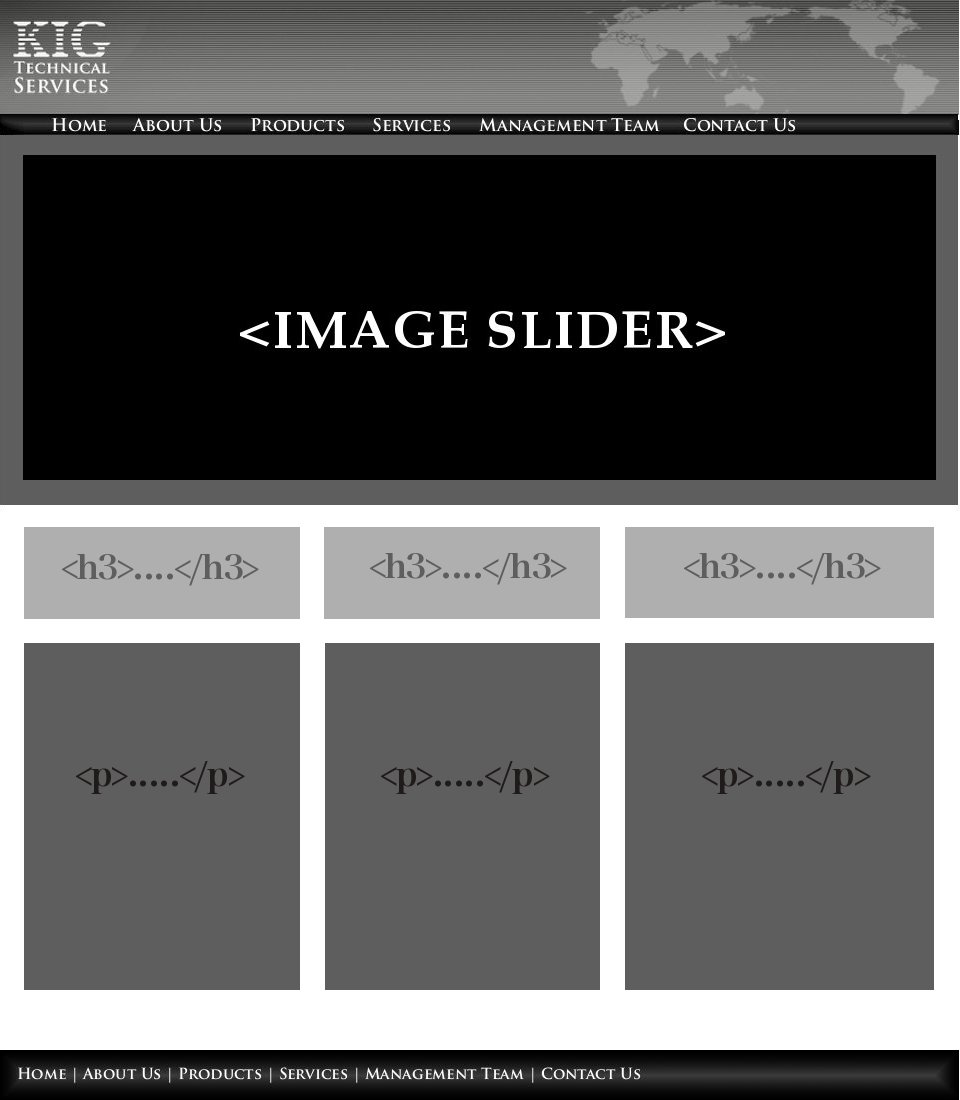 KIG
TECHNICAL
SERVICES
HOME ABOUT US PRODUCTS SERVICES MANAGEMENT TEAM CONTACT US
<IMAGE SLIDER>
<h3>....</h3> <h3>....</h3> <h3>....</h3>
<p>.....</p> <p>.....</p> <p>.....</p>
HOME | ABOUT US | PRODUCTS | SERVICES | MANAGEMENT TEAM | CONTACT US